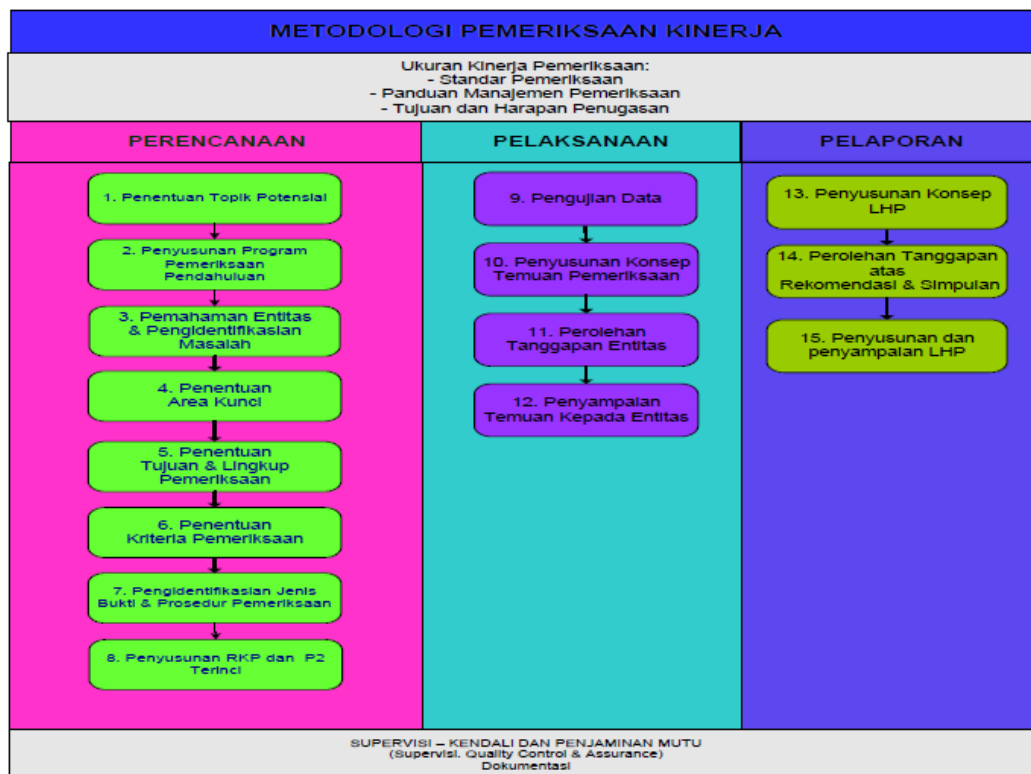 METODOLOGI PEMERIKSAAN KINERJA
Ukuran Kinerja Pemeriksaan:
- Standar Pemeriksaan
- Panduan Manajemen Pemeriksaan
- Tujuan dan Harapan Penugasan
PERENCANAAN
1. Penentuan Topik Potensial
2. Penyusunan Program
Pemeriksaan
Pendahuluan
3. Pemahaman Entitas
& Pengidentifikasian
Masalah
4. Penentuan
Area Kunci
5. Penentuan
Tujuan & Lingkup
Pemeriksaan
6. Penentuan
Kriteria Pemeriksaan
7. Pengidentifikasian Jenis
Bukti & Prosedur Pemeriksaan
8. Penyusunan RKP dan P2
Terinci
PELAKSANAAN
9. Pengujian Data
10. Penyusunan Konsep
Temuan Pemeriksaan
11. Perolehan
Tanggapan Entitas
12. Penyampaian
Temuan Kepada Entitas
PELAPORAN
13. Penyusunan Konsep
LHP
14. Perolehan Tanggapan
atas
Rekomendasi & Simpulan
15. Penyusunan dan
penyampaian LHP
SUPERVISI – KENDALI DAN PENJAMINAN MUTU
(Supervisi. Quality Control & Assurance)
Dokumentasi